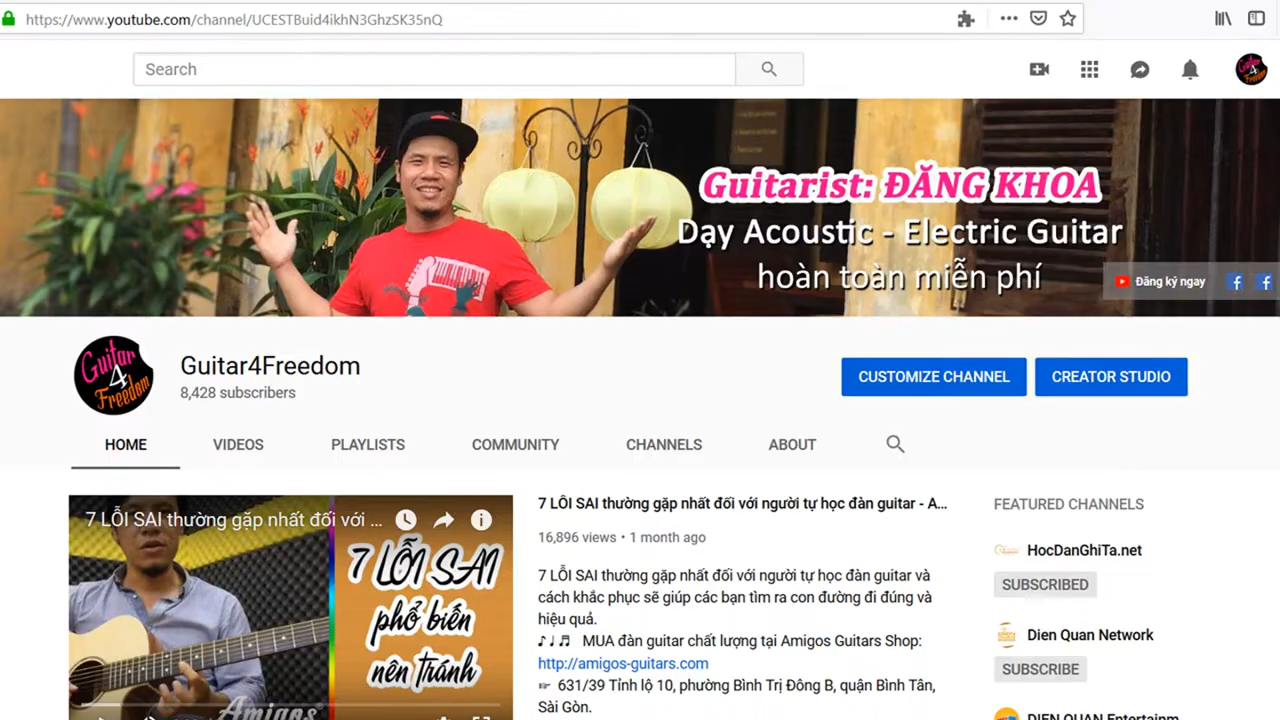 https://www.youtube.com/channel/UCESTBuid4ikhN3GhzSK35nQ
Search
Guitar 4 Freedom
Guitarist: ĐĂNG KHOA
Dạy Acoustic - Electric Guitar
hoàn toàn miễn phí
Đăng ký ngay
Guitar 4 Freedom
Guitar4Freedom
8,428 subscribers
CUSTOMIZE CHANNEL
CREATOR STUDIO
HOME VIDEOS PLAYLISTS COMMUNITY CHANNELS ABOUT
7 LỖI SAI thường gặp nhất đối với ...
7 LỖI SAI
phổ biến
nên tránh
Amigos
7 LỖI SAI thường gặp nhất đối với người tự học đàn guitar - A...
16,896 views • 1 month ago
7 LỖI SAI thường gặp nhất đối với người tự học đàn guitar và
cách khắc phục sẽ giúp các bạn tìm ra con đường đi đúng và
hiệu quả.
♪♩♬ MUA đàn guitar chất lượng tại Amigos Guitars Shop:
http://amigos-guitars.com
☞ 631/39 Tỉnh lộ 10, phường Bình Trị Đông B, quận Bình Tân,
Sài Gòn.
FEATURED CHANNELS
HocDanGhiTa.net
SUBSCRIBED
Dien Quan Network
SUBSCRIBE
DIEN QUAN Entertainm